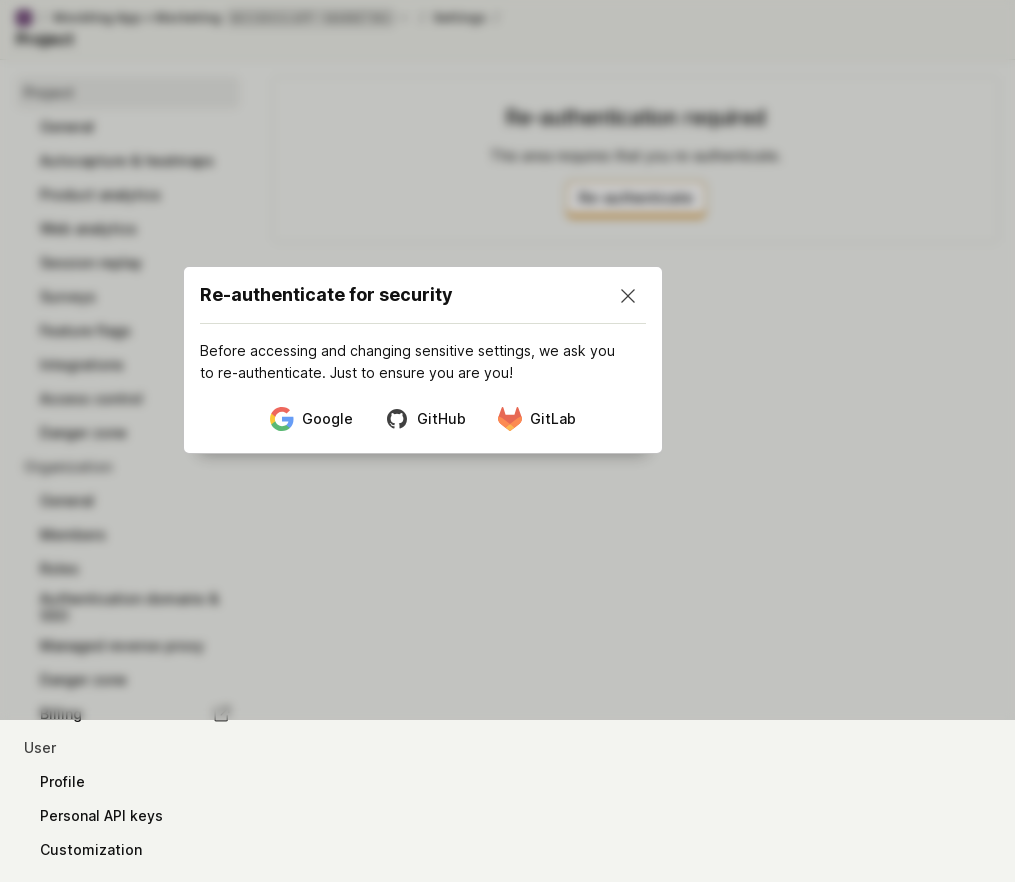 Settings
Project
Project
Re-authentication required
General
This area requires that you re-authenticate.
Autocapture & heatmaps
Re-authenticate
Product analytics
Web analytics
Session replay
Surveys
Re-authenticate for security
Feature flags
Before accessing and changing sensitive settings, we ask you
to re-authenticate. Just to ensure you are you!
Integrations
Access control
Google
GitHub
GitLab
Danger zone
Organization
General
Members
Roles
Authentication domains &
SSO
Managed reverse proxy
Danger zone
Billing
User
Profile
Personal API keys
Customization